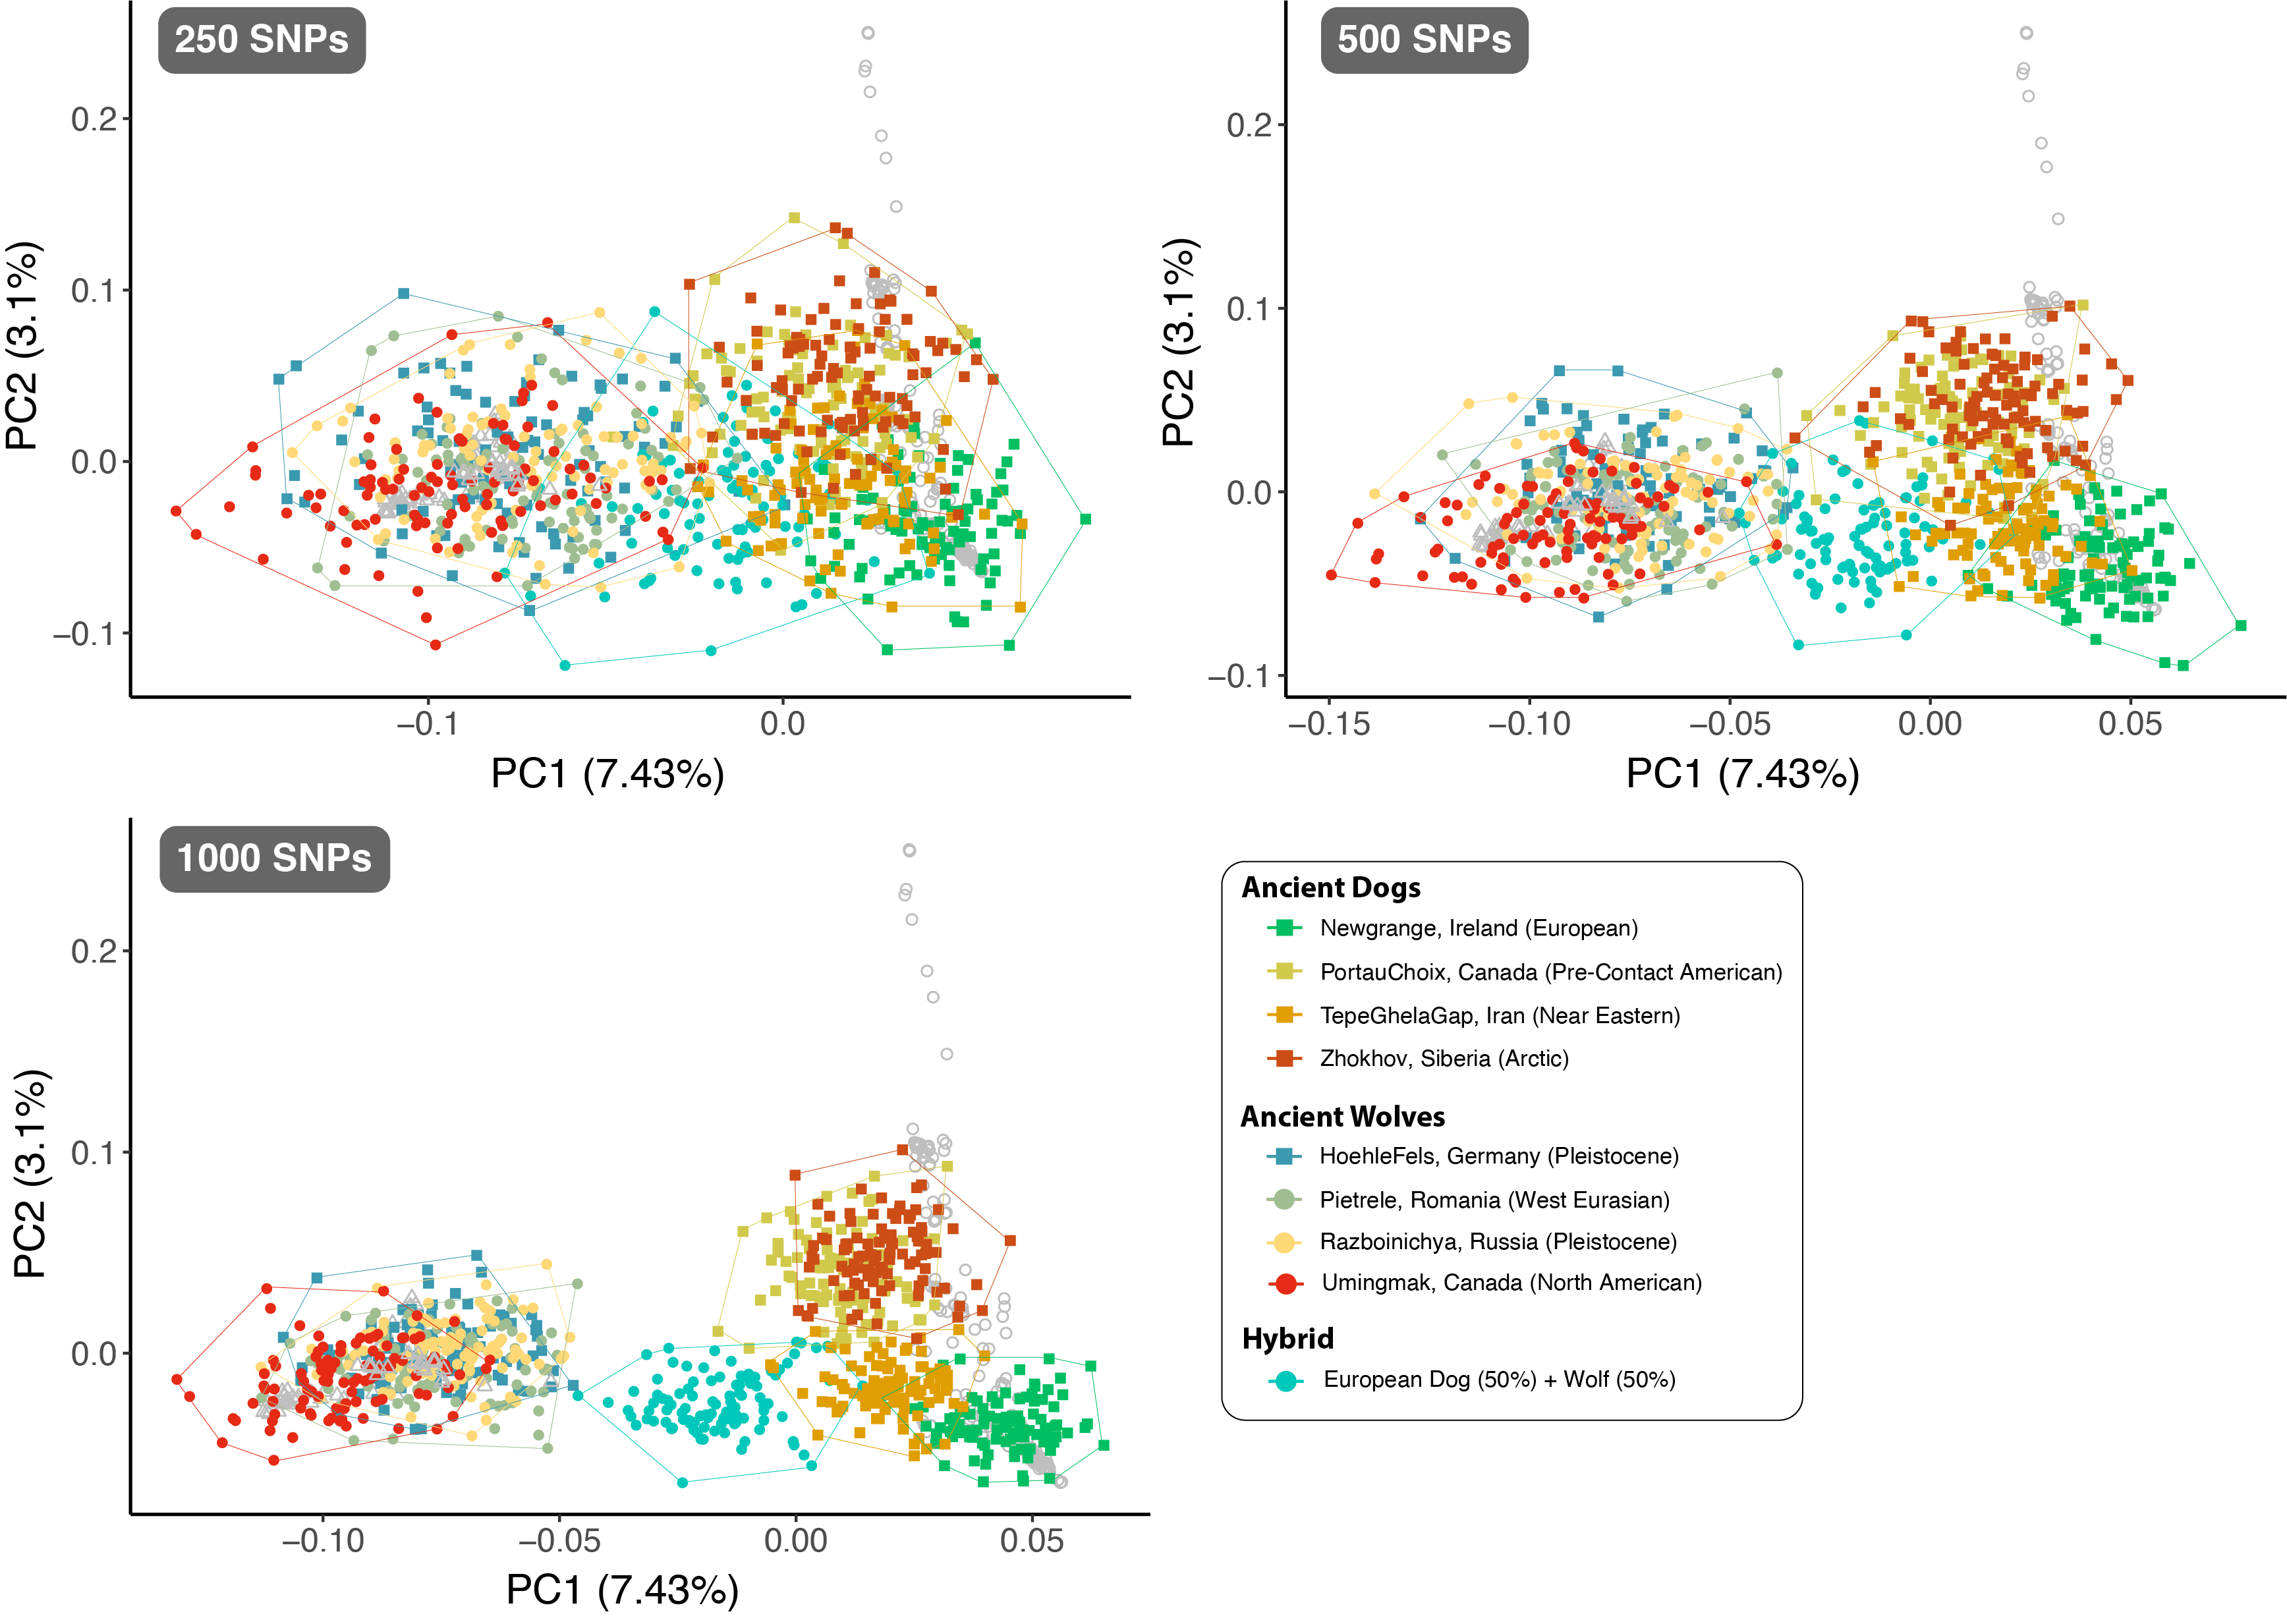 250 SNPs
PC2 (3.1%)
0.2
0.1
0.0
−0.1
−0.1
0.0
PC1 (7.43%)
500 SNPs
PC2 (3.1%)
0.2
0.1
0.0
−0.1
−0.15
−0.10
−0.05
0.00
0.05
PC1 (7.43%)
1000 SNPs
PC2 (3.1%)
0.2
0.1
0.0
−0.10
−0.05
0.00
0.05
PC1 (7.43%)
Ancient Dogs
Newgrange, Ireland (European)
PortauChoix, Canada (Pre-Contact American)
TepeGhelaGap, Iran (Near Eastern)
Zhokhov, Siberia (Arctic)
Ancient Wolves
HoehleFels, Germany (Pleistocene)
Pietrele, Romania (West Eurasian)
Razboinichya, Russia (Pleistocene)
Umingmak, Canada (North American)
Hybrid
European Dog (50%) + Wolf (50%)